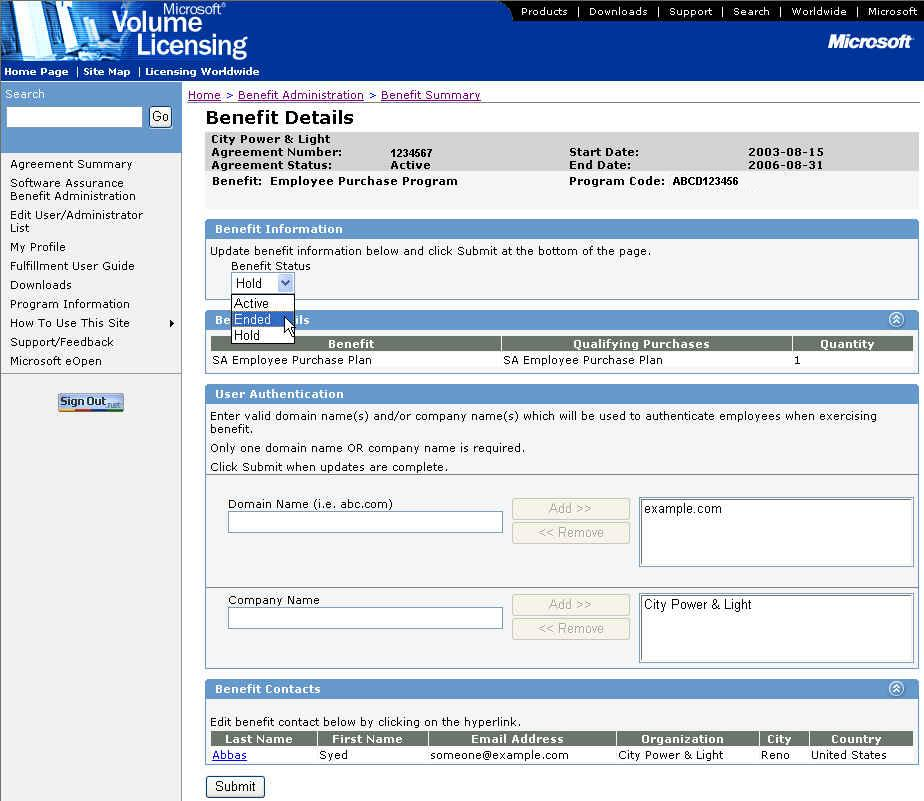 Microsoft®
Volume
Licensing
Products | Downloads | Support | Search | Worldwide | Microsoft
Microsoft
Home Page | Site Map | Licensing Worldwide
Search
Go
Agreement Summary
Software Assurance
Benefit Administration
Edit User/Administrator
List
My Profile
Fulfillment User Guide
Downloads
Program Information
How To Use This Site
Support/Feedback
Microsoft eOpen
Sign Out .net
Home > Benefit Administration > Benefit Summary
Benefit Details
City Power & Light
Agreement Number: 1234567 Start Date: 2003-08-15
Agreement Status: Active End Date: 2006-08-31
Benefit: Employee Purchase Program Program Code: ABCD123456
Benefit Information
Update benefit information below and click Submit at the bottom of the page.
Benefit Status
Hold
Active
Ended
Hold
Benefit Qualifying Purchases Quantity
SA Employee Purchase Plan SA Employee Purchase Plan 1
User Authentication
Enter valid domain name(s) and/or company name(s) which will be used to authenticate employees when exercising
benefit.
Only one domain name OR company name is required.
Click Submit when updates are complete.
Domain Name (i.e. abc.com)
Add >>
<< Remove
example.com
Company Name
Add >>
<< Remove
City Power & Light
Benefit Contacts
Edit benefit contact below by clicking on the hyperlink.
Last Name First Name Email Address Organization City Country
Abbas Syed someone@example.com City Power & Light Reno United States
Submit